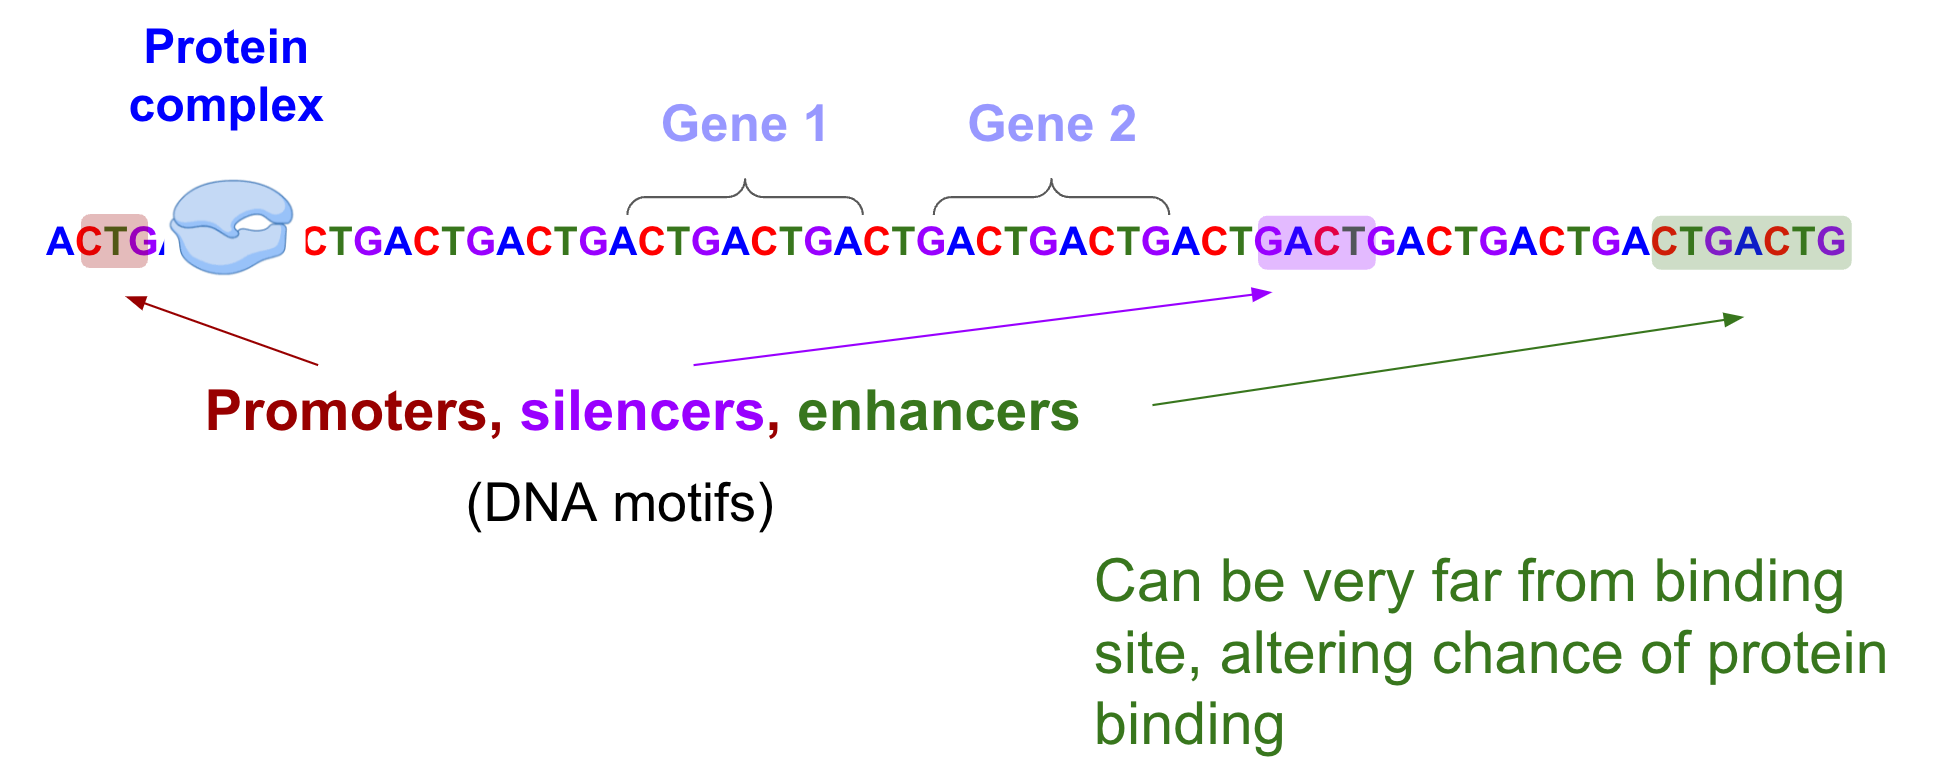 Protein
complex
Gene 1 Gene 2
ACTG CTGACTGACTGACTGACTGACTGACTGACTGACTGACTGACTGACTGACTGACTG
Promoters, silencers, enhancers
(DNA motifs)
Can be very far from binding
site, altering chance of protein
binding